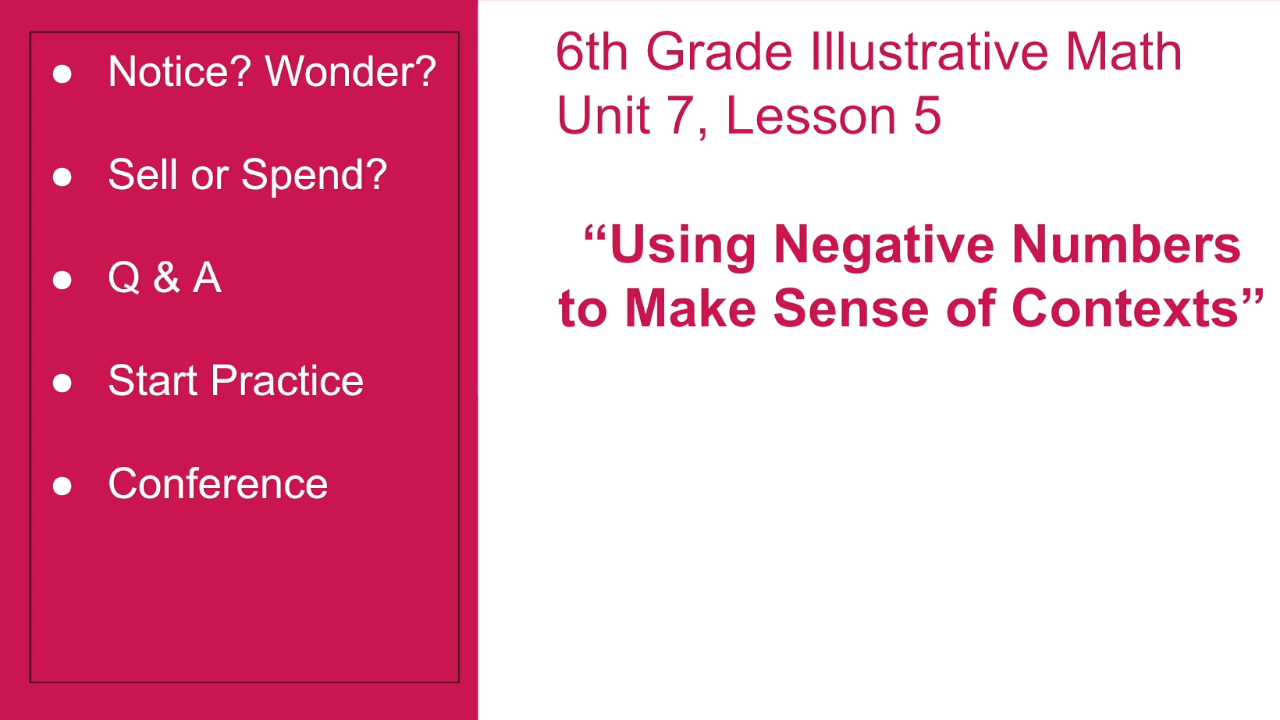 ● Notice? Wonder?
● Sell or Spend?
● Q & A
● Start Practice
● Conference
6th Grade Illustrative Math
Unit 7, Lesson 5
“Using Negative Numbers
to Make Sense of Contexts”